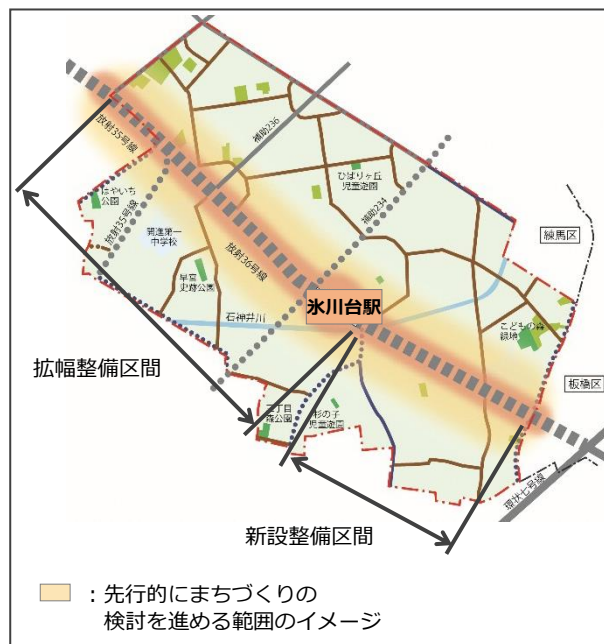 放射35号線
補助236
ひばりヶ丘
児童遊園
補助234
はやいち
公園
放射35号線
開進第一
中学校
早宮
史跡公園
放射36号線
練馬区
氷川台駅
石神井川
こどもの森
緑地
板橋区
拡幅整備区間
丁目
森公園
杉の子
児童遊園
環状七号線
新設整備区間
：先行的にまちづくりの
検討を進める範囲のイメージ